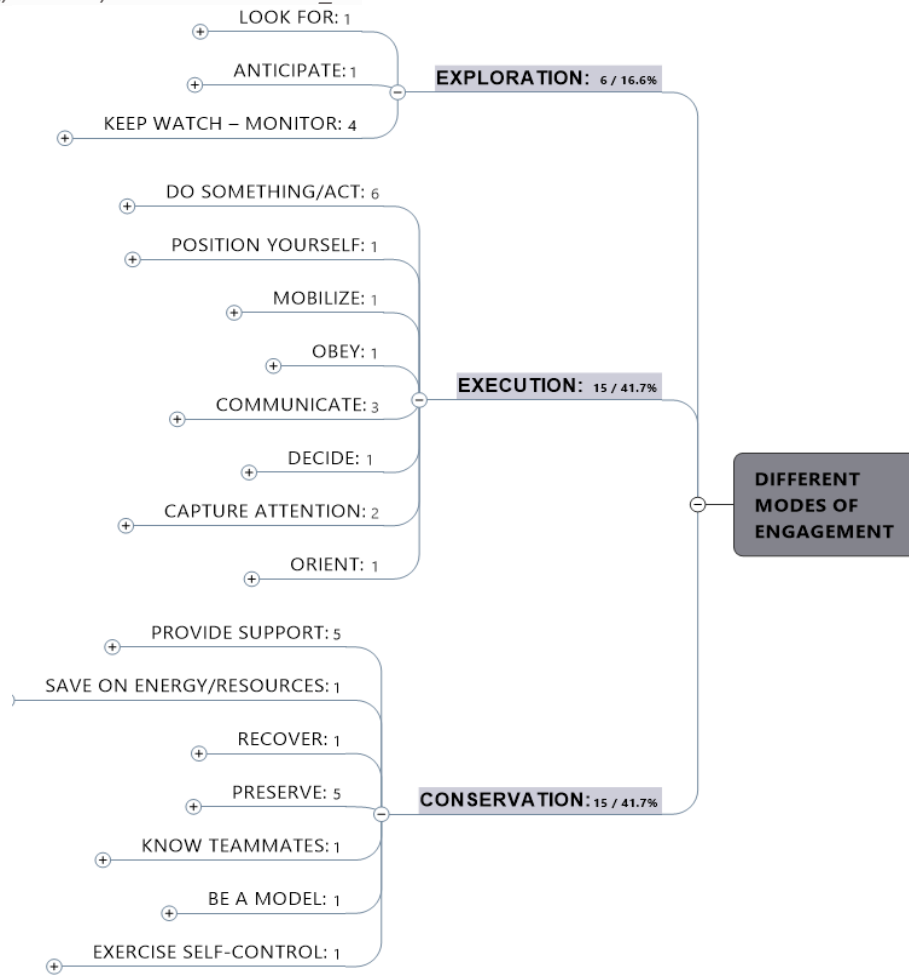 LOOK FOR: 1
ANTICIPATE: 1
KEEP WATCH – MONITOR: 4
EXPLORATION: 6 / 16.6%
DO SOMETHING/ACT: 6
POSITION YOURSELF: 1
MOBILIZE: 1
OBEY: 1
COMMUNICATE: 3
DECIDE: 1
CAPTURE ATTENTION: 2
ORIENT: 1
EXECUTION: 15 / 41.7%
PROVIDE SUPPORT: 5
SAVE ON ENERGY/RESOURCES: 1
RECOVER: 1
PRESERVE: 5
KNOW TEAMMATES: 1
BE A MODEL: 1
EXERCISE SELF-CONTROL: 1
CONSERVATION: 15 / 41.7%
DIFFERENT
MODES OF
ENGAGEMENT